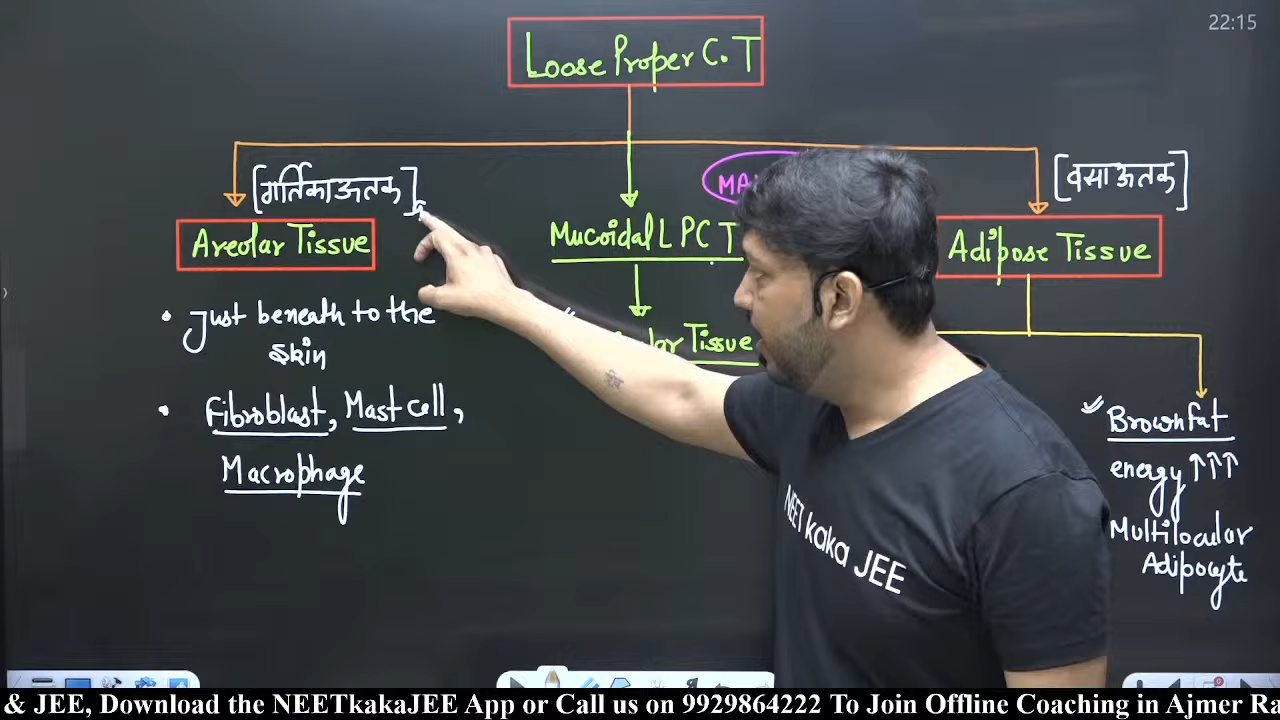 22:15
Loose Proper C.T
[गर्तिका ऊतक]
[वसा ऊतक]
Areolar Tissue
Mucoidal L PC T
Adipose Tissue
• Just beneath to the
skin
Tissue
• Fibroblast, Mast cell,
Macrophage
Brown fat
energy ↑↑↑
Multilocular
Adipocyte
NEET kaka JEE
& JEE, Download the NEETkakaJEE App or Call us on 9929864222 To Join Offline Coaching in Ajmer Ra